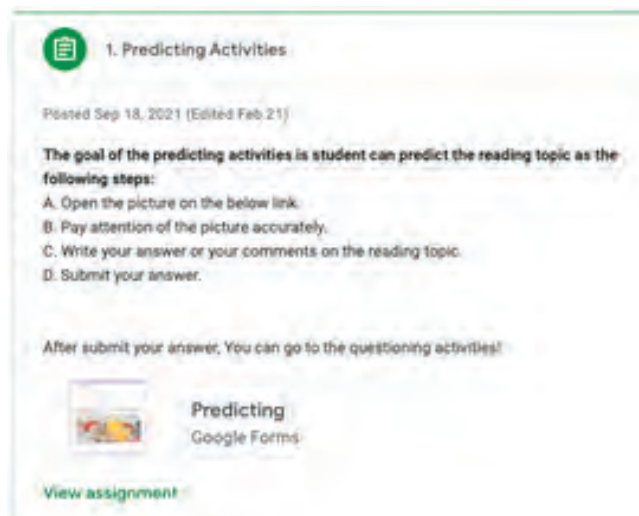 1. Predicting Activities
Posted Sep 18, 2021 (Edited Feb 21)
The goal of the predicting activities is student can predict the reading topic as the
following steps:
A. Open the picture on the below link.
B. Pay attention of the picture accurately.
C. Write your answer or your comments on the reading topic.
D. Submit your answer.
After submit your answer, You can go to the questioning activities!
Predicting
Google Forms
View assignment